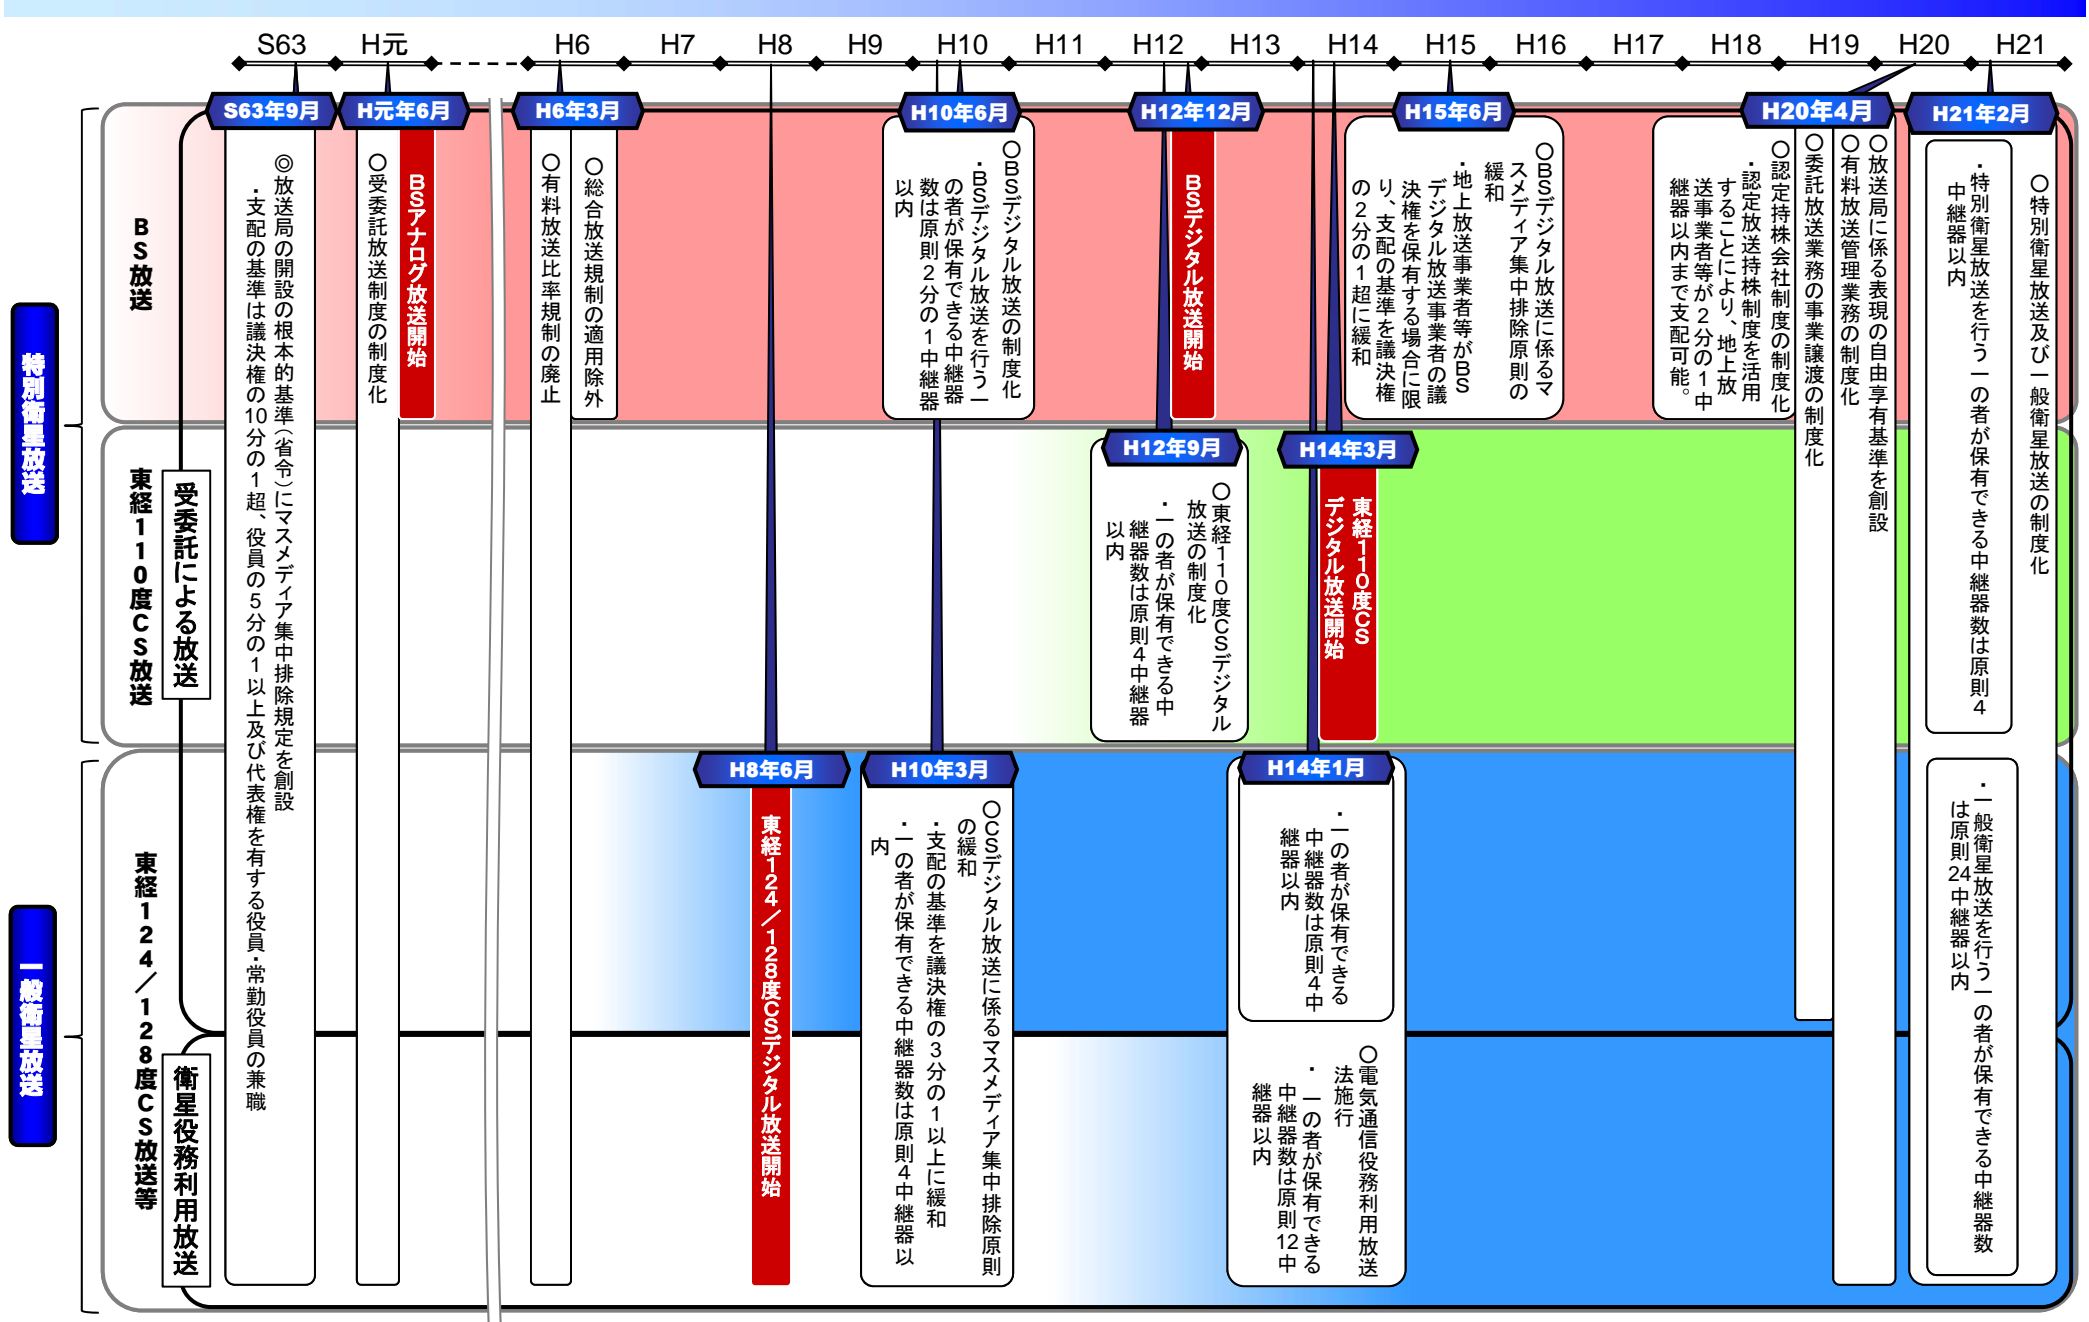 S63
H元
H6
H7
H8
H9
H10
H11
H12
H13
H14
H15
H16
H17
H18
H19
H20
H21
特別衛星放送
一般衛星放送
BS放送
東経110度CS放送
東経124/128度CS放送等
受委託による放送
衛星役務利用放送
S63年9月
◎放送局の開設の根本的基準(省令)にマスメディア集中排除規定を創設
・支配の基準は議決権の10分の1超、役員の5分の1以上及び代表権を有する役員・常勤役員の兼職
H元年6月
BSアナログ放送開始
○受委託放送制度の制度化
H6年3月
○総合放送規制の適用除外
○有料放送比率規制の廃止
H8年6月
東経124/128度CSデジタル放送開始
H10年3月
○CSデジタル放送に係るマスメディア集中排除原則
の緩和
・支配の基準を議決権の3分の1以上に緩和
・一の者が保有できる中継器数は原則4中継器以
内
H10年6月
○BSデジタル放送の制度化
・BSデジタル放送を行う一
の者が保有できる中継器
数は原則2分の1中継器
以内
H12年9月
○東経110度CSデジタル
放送の制度化
・一の者が保有できる中
継器数は原則4中継器
以内
H12年12月
BSデジタル放送開始
H14年1月
・一の者が保有できる
中継器数は原則4中
継器以内
○電気通信役務利用放送
法施行
・一の者が保有できる
中継器数は原則12中
継器以内
H14年3月
東経110度CS
デジタル放送開始
H15年6月
○BSデジタル放送に係るマ
スメディア集中排除原則の
緩和
・地上放送事業者等がBS
デジタル放送事業者の議
決権を保有する場合に限
り、支配の基準を議決権
の2分の1超に緩和
H20年4月
○放送局に係る表現の自由享有基準を創設
○有料放送管理業務の制度化
○委託放送業務の事業譲渡の制度化
○認定持株会社制度の制度化
・認定放送持株制度を活用
することにより、地上放
送事業者等が2分の1中
継器以内まで支配可能。
H21年2月
○特別衛星放送及び一般衛星放送の制度化
・特別衛星放送を行う一の者が保有できる中継器数は原則4
中継器以内
・一般衛星放送を行う一の者が保有できる中継器数
は原則24中継器以内